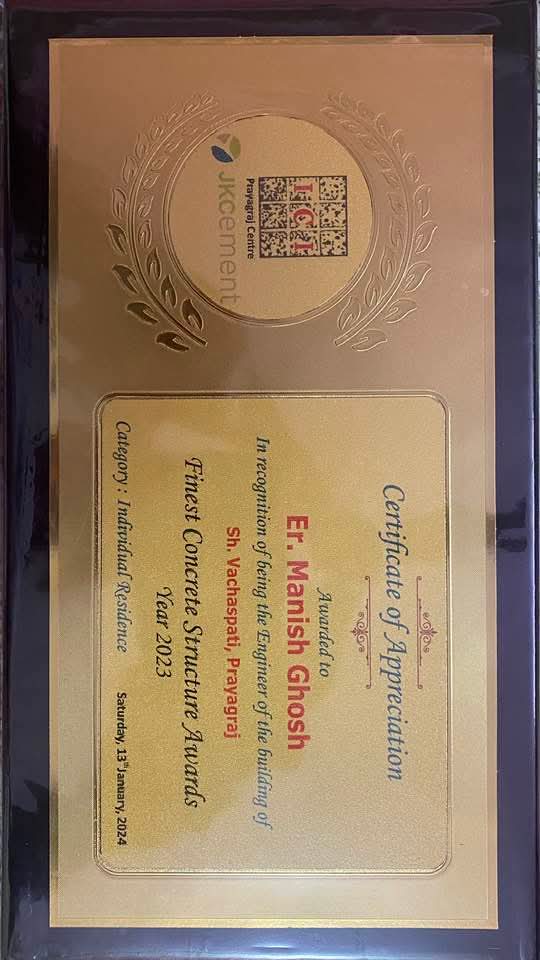 ICI
Prayagraj Centre
JKcement
Certificate of Appreciation
Awarded to
Er. Manish Ghosh
In recognition of being the Engineer of the building of
Sh. Vachaspati, Prayagraj
Finest Concrete Structure Awards
Year 2023
Category : Individual Residence
Saturday, 13th January, 2024